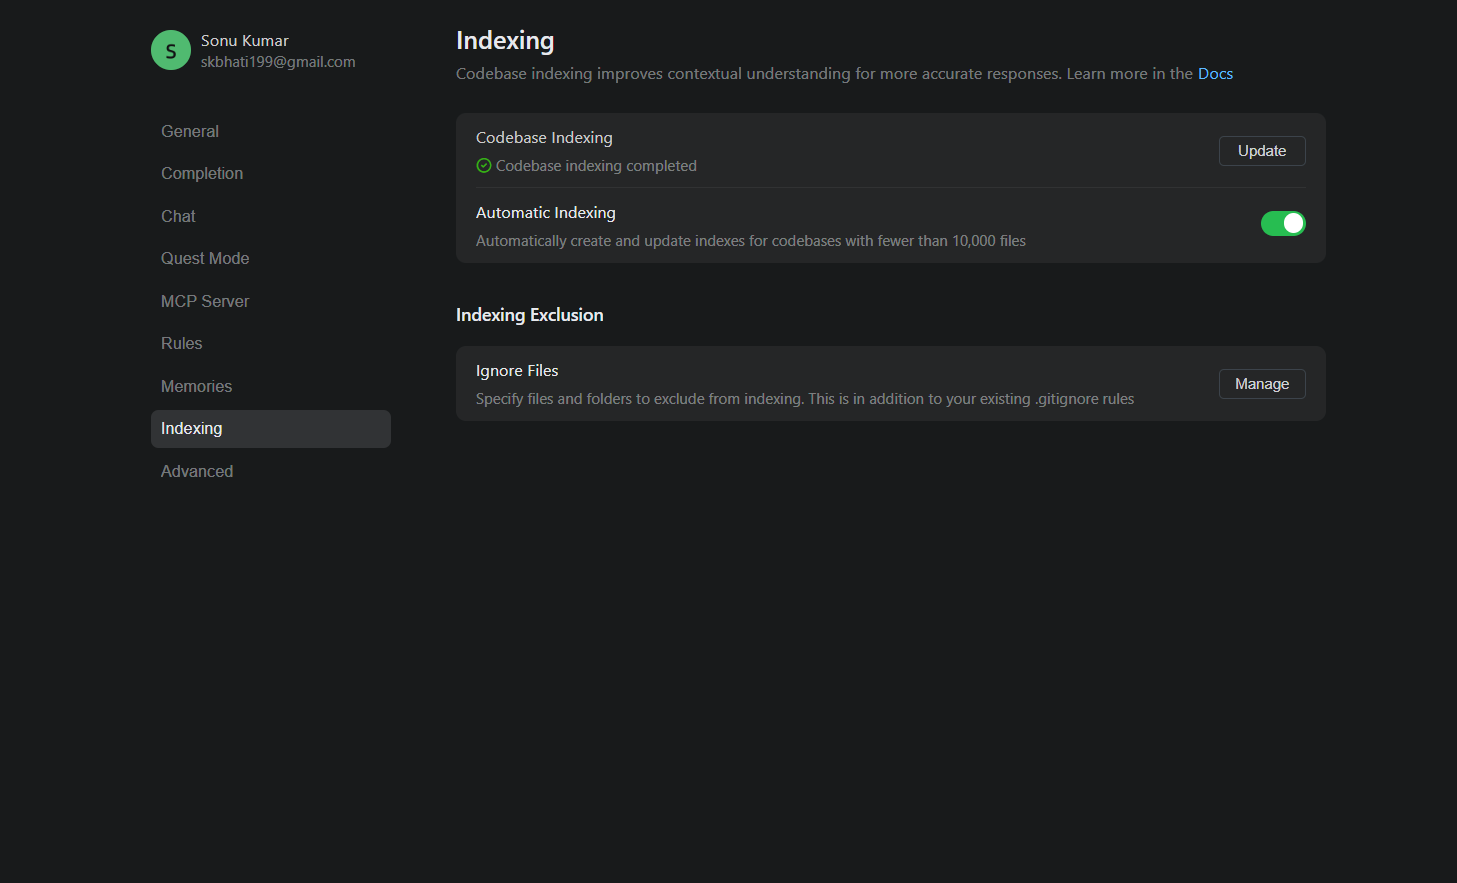 S
Sonu Kumar
skbhati199@gmail.com
General
Completion
Chat
Quest Mode
MCP Server
Rules
Memories
Indexing
Advanced
Indexing
Codebase indexing improves contextual understanding for more accurate responses. Learn more in the Docs
Codebase Indexing
Codebase indexing completed
Update
Automatic Indexing
Automatically create and update indexes for codebases with fewer than 10,000 files
Indexing Exclusion
Ignore Files
Specify files and folders to exclude from indexing. This is in addition to your existing .gitignore rules
Manage